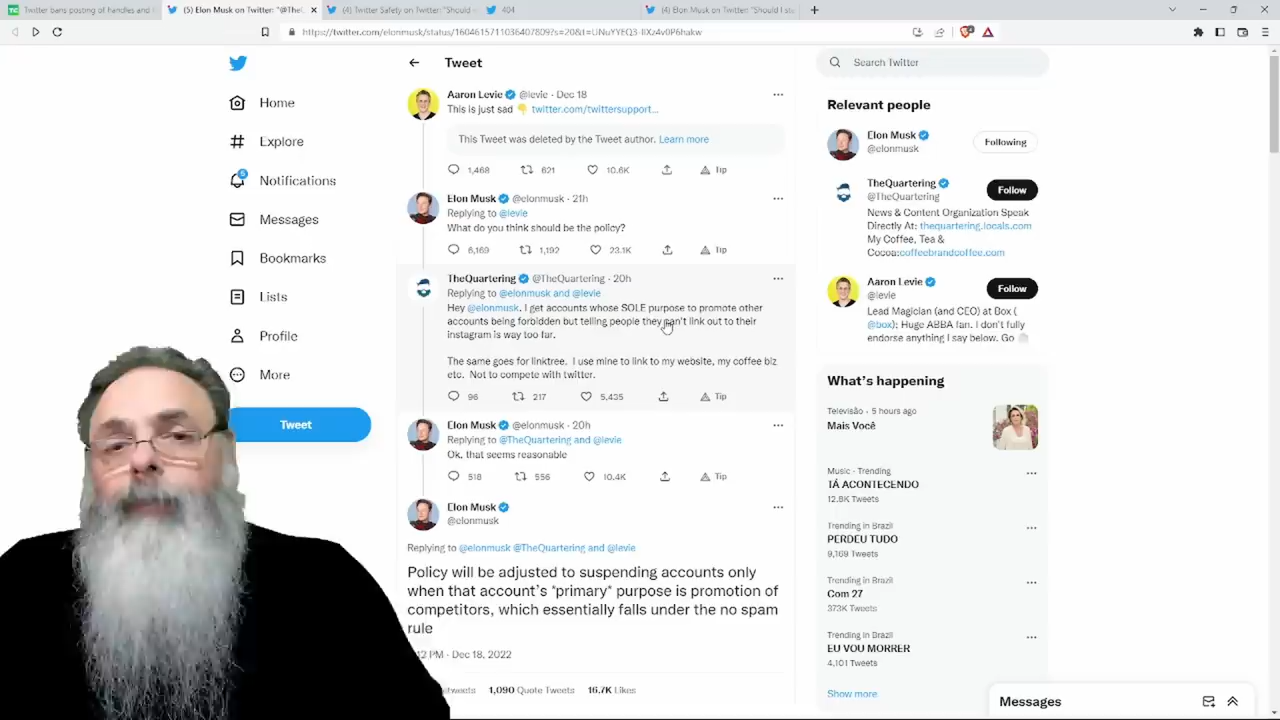 Twitter bans posting of handles and
(5) Elon Musk on Twitter: "@TheQ
(4) Twitter Safety on Twitter: "Should
404
(4) Elon Musk on Twitter: "Should I st
Search Twitter
Home
Explore
5
Notifications
Messages
Bookmarks
Lists
Profile
More
Tweet
Tweet
Aaron Levie @levie · Dec 18
This is just sad 👇 twitter.com/twittersupport...
This Tweet was deleted by the Tweet author. Learn more
1,468 621 10.6K Tip
Elon Musk @elonmusk · 21h
Replying to @levie
What do you think should be the policy?
6,169 1,192 23.1K Tip
TheQuartering @TheQuartering · 20h
Replying to @elonmusk and @levie
Hey @elonmusk. I get accounts whose SOLE purpose to promote other
accounts being forbidden but telling people they can't link out to their
instagram is way too far.
The same goes for linktree. I use mine to link to my website, my coffee biz
etc. Not to compete with twitter.
96 217 5,435 Tip
Elon Musk @elonmusk · 20h
Replying to @TheQuartering and @levie
Ok, that seems reasonable
518 556 10.4K Tip
Elon Musk
@elonmusk
Replying to @elonmusk @TheQuartering and @levie
Policy will be adjusted to suspending accounts only
when that account's *primary* purpose is promotion of
competitors, which essentially falls under the no spam
rule
12 PM · Dec 18, 2022
1,090 Quote Tweets 16.7K Likes
Relevant people
Elon Musk
@elonmusk
Following
TheQuartering
@TheQuartering
Follow
News & Content Organization Speak
Directly At: thequartering.locals.com
My Coffee, Tea &
Cocoa:coffeebrandcoffee.com
Aaron Levie
@levie
Follow
Lead Magician (and CEO) at Box (
@box); Huge ABBA fan. I don't fully
endorse anything I say below. Go
What's happening
Televisão · 5 hours ago
Mais Você
Music · Trending
TÁ ACONTECENDO
12.8K Tweets
Trending in Brazil
PERDEU TUDO
9,169 Tweets
Trending in Brazil
Com 27
373K Tweets
Trending in Brazil
EU VOU MORRER
4,101 Tweets
Show more
Messages